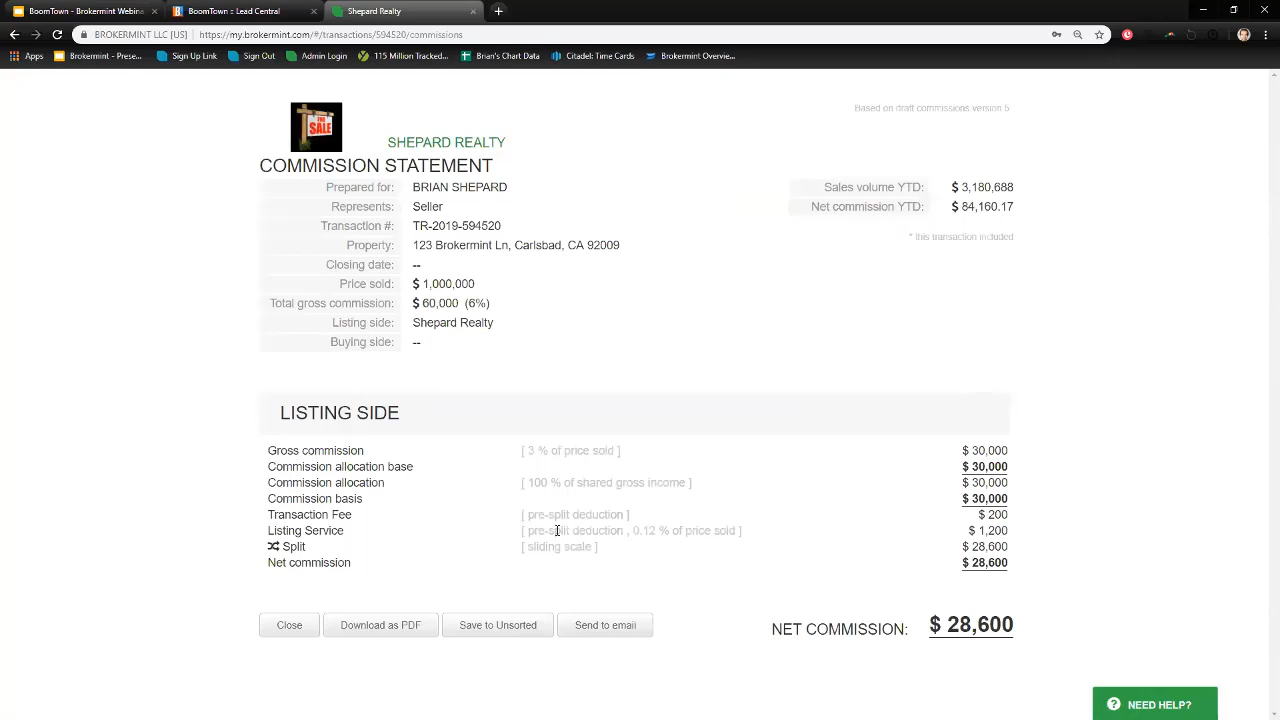 BoomTown - Brokermint Webina
BoomTown - Lead Central
Shepard Realty
BROKERMINT LLC [US]
https://my.brokermint.com/#/transactions/594520/commissions
Apps
Brokermint - Prese...
Sign Up Link
Sign Out
Admin Login
115 Million Tracked...
Brian's Chart Data
Citadel: Time Cards
Brokermint Overvie...
Based on draft commissions version 5
FOR
SALE
SHEPARD REALTY
COMMISSION STATEMENT
Prepared for: BRIAN SHEPARD
Represents: Seller
Transaction #: TR-2019-594520
Property: 123 Brokermint Ln, Carlsbad, CA 92009
Closing date: --
Price sold: $ 1,000,000
Total gross commission: $ 60,000 (6%)
Listing side: Shepard Realty
Buying side: --
Sales volume YTD: $ 3,180,688
Net commission YTD: $ 84,160.17
* this transaction included
LISTING SIDE
Gross commission [ 3 % of price sold ] $ 30,000
Commission allocation base $ 30,000
Commission allocation [ 100 % of shared gross income ] $ 30,000
Commission basis $ 30,000
Transaction Fee [ pre-split deduction ] $ 200
Listing Service [ pre-split deduction , 0.12 % of price sold ] $ 1,200
Split [ sliding scale ] $ 28,600
Net commission $ 28,600
Close
Download as PDF
Save to Unsorted
Send to email
NET COMMISSION: $ 28,600
NEED HELP?